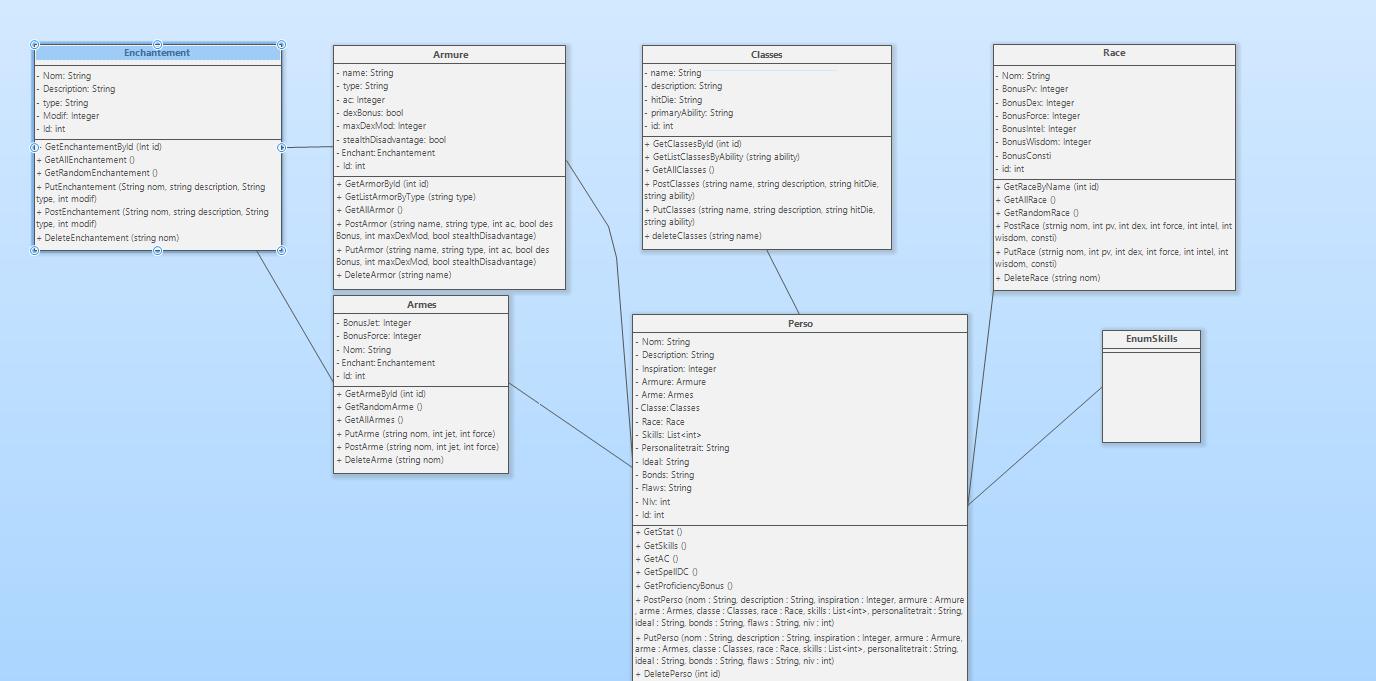 Enchantement
- Nom: String
- Description: String
- type: String
- Modif: Integer
- Id: int
- GetEnchantementById (Int id)
+ GetAllEnchantement ()
+ GetRandomEnchantement ()
+ PutEnchantement (String nom, string description, String
type, int modif)
+ PostEnchantement (String nom, string description, String
type, int modif)
+ DeleteEnchantement (string nom)
Armure
- name: String
- type: String
- ac: Integer
- dexBonus: bool
- maxDexMod: Integer
- stealthDisadvantage: bool
- Enchant: Enchantement
- Id: int
+ GetArmorById (int id)
+ GetListArmorByType (string type)
+ GetAllArmor ()
+ PostArmor (string name, string type, int ac, bool des
Bonus, int maxDexMod, bool stealthDisadvantage)
+ PutArmor (string name, string type, int ac, bool des
Bonus, int maxDexMod, bool stealthDisadvantage)
+ DeleteArmor (string name)
Classes
- name: String
- description: String
- hitDie: String
- primaryAbility: String
- id: int
+ GetClassesById (int id)
+ GetListClassesByAbility (string ability)
+ GetAllClasses ()
+ PostClasses (string name, string description, string hitDie,
string ability)
+ PutClasses (string name, string description, string hitDie,
string ability)
+ deleteClasses (string name)
Race
- Nom: String
- BonusPv: Integer
- BonusDex: Integer
- BonusForce: Integer
- BonusIntel: Integer
- BonusWisdom: Integer
- BonusConsti
- id: int
+ GetRaceByName (int id)
+ GetAllRace ()
+ GetRandomRace ()
+ PostRace (strnig nom, int pv, int dex, int force, int intel, int
wisdom, consti)
+ PutRace (strnig nom, int pv, int dex, int force, int intel, int
wisdom, consti)
+ DeleteRace (string nom)
Armes
- BonusJet: Integer
- BonusForce: Integer
- Nom: String
- Enchant: Enchantement
- Id: int
+ GetArmeById (int id)
+ GetRandomArme ()
+ GetAllArmes ()
+ PutArme (string nom, int jet, int force)
+ PostArme (string nom, int jet, int force)
+ DeleteArme (string nom)
Perso
- Nom: String
- Description: String
- Inspiration: Integer
- Armure: Armure
- Arme: Armes
- Classe: Classes
- Race: Race
- Skills: List<int>
- Personalitetrait: String
- Ideal: String
- Bonds: String
- Flaws: String
- Niv: int
- Id: int
+ GetStat ()
+ GetSkills ()
+ GetAC ()
+ GetSpellDC ()
+ GetProficiencyBonus ()
+ PostPerso (nom : String, description : String, inspiration : Integer, armure : Armure
, arme : Armes, classe : Classes, race : Race, skills : List<int>, personalitetrait : String,
ideal : String, bonds : String, flaws : String, niv : int)
+ PutPerso (nom : String, description : String, inspiration : Integer, armure : Armure,
arme : Armes, classe : Classes, race : Race, skills : List<int>, personalitetrait : String,
ideal : String, bonds : String, flaws : String, niv : int)
+ DeletePerso (int id)
EnumSkills